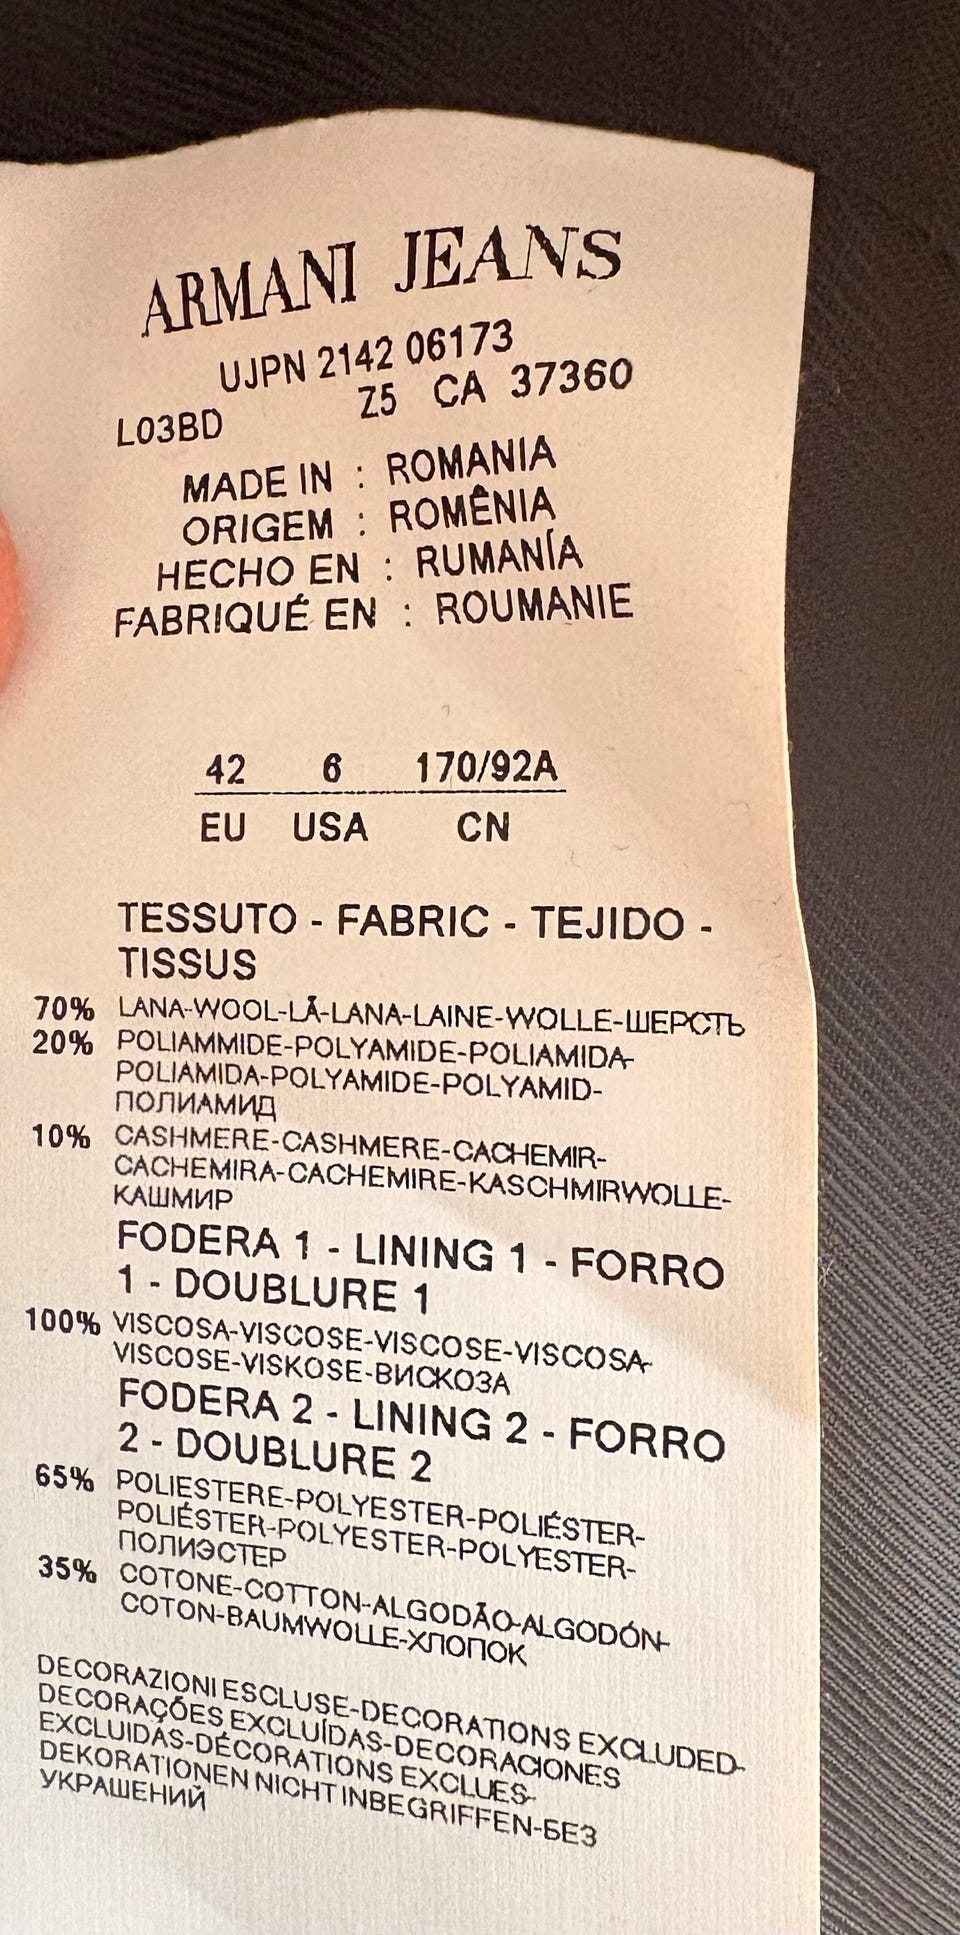 ARMANI JEANS
UJPN 2142 06173
L03BD Z5 CA 37360
MADE IN : ROMANIA
ORIGEM : ROMÊNIA
HECHO EN : RUMANÍA
FABRIQUÉ EN : ROUMANIE
42 6 170/92A
EU USA CN
TESSUTO - FABRIC - TEJIDO -
TISSUS
70% LANA-WOOL-LÃ-LANA-LAINE-WOLLE-ШЕРСТЬ
20% POLIAMMIDE-POLYAMIDE-POLIAMIDA-
POLIAMIDA-POLYAMIDE-POLYAMID-
ПОЛИАМИД
10% CASHMERE-CASHMERE-CACHEMIR-
CACHEMIRA-CACHEMIRE-KASCHMIRWOLLE-
КАШМИР
FODERA 1 - LINING 1 - FORRO
1 - DOUBLURE 1
100% VISCOSA-VISCOSE-VISCOSE-VISCOSA-
VISCOSE-VISKOSE-ВИСКОЗА
FODERA 2 - LINING 2 - FORRO
2 - DOUBLURE 2
65% POLIESTERE-POLYESTER-POLIÉSTER-
POLIÉSTER-POLYESTER-POLYESTER-
ПОЛИЭСТЕР
35% COTONE-COTTON-ALGODÃO-ALGODÓN-
COTON-BAUMWOLLE-ХЛОПОК
DECORAZIONI ESCLUSE-DECORATIONS EXCLUDED-
DECORAÇÕES EXCLUÍDAS-DECORACIONES
EXCLUIDAS-DÉCORATIONS EXCLUES-
DEKORATIONEN NICHT INBEGRIFFEN-БЕЗ
УКРАШЕНИЙ